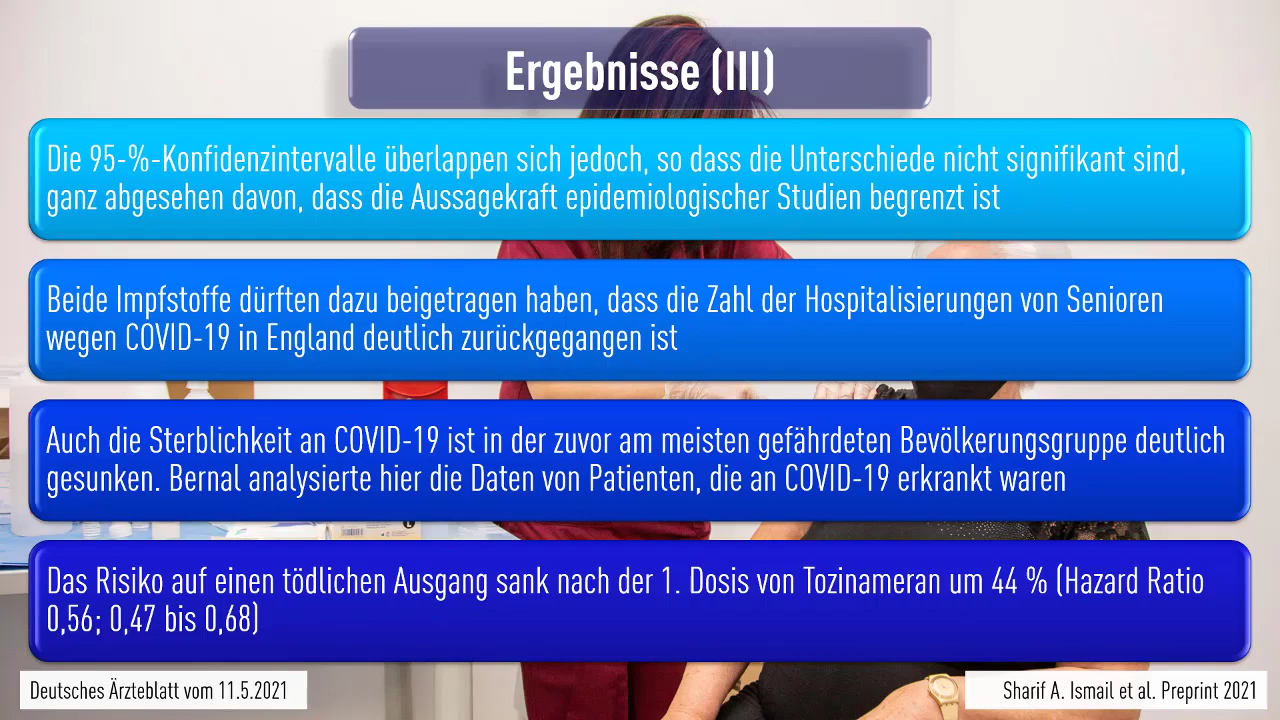 Ergebnisse (III)
Die 95-%-Konfidenzintervalle überlappen sich jedoch, so dass die Unterschiede nicht signifikant sind,
ganz abgesehen davon, dass die Aussagekraft epidemiologischer Studien begrenzt ist
Beide Impfstoffe dürften dazu beigetragen haben, dass die Zahl der Hospitalisierungen von Senioren
wegen COVID-19 in England deutlich zurückgegangen ist
Auch die Sterblichkeit an COVID-19 ist in der zuvor am meisten gefährdeten Bevölkerungsgruppe deutlich
gesunken. Bernal analysierte hier die Daten von Patienten, die an COVID-19 erkrankt waren
Das Risiko auf einen tödlichen Ausgang sank nach der 1. Dosis von Tozinameran um 44 % (Hazard Ratio
0,56; 0,47 bis 0,68)
Deutsches Ärzteblatt vom 11.5.2021
Sharif A. Ismail et al. Preprint 2021